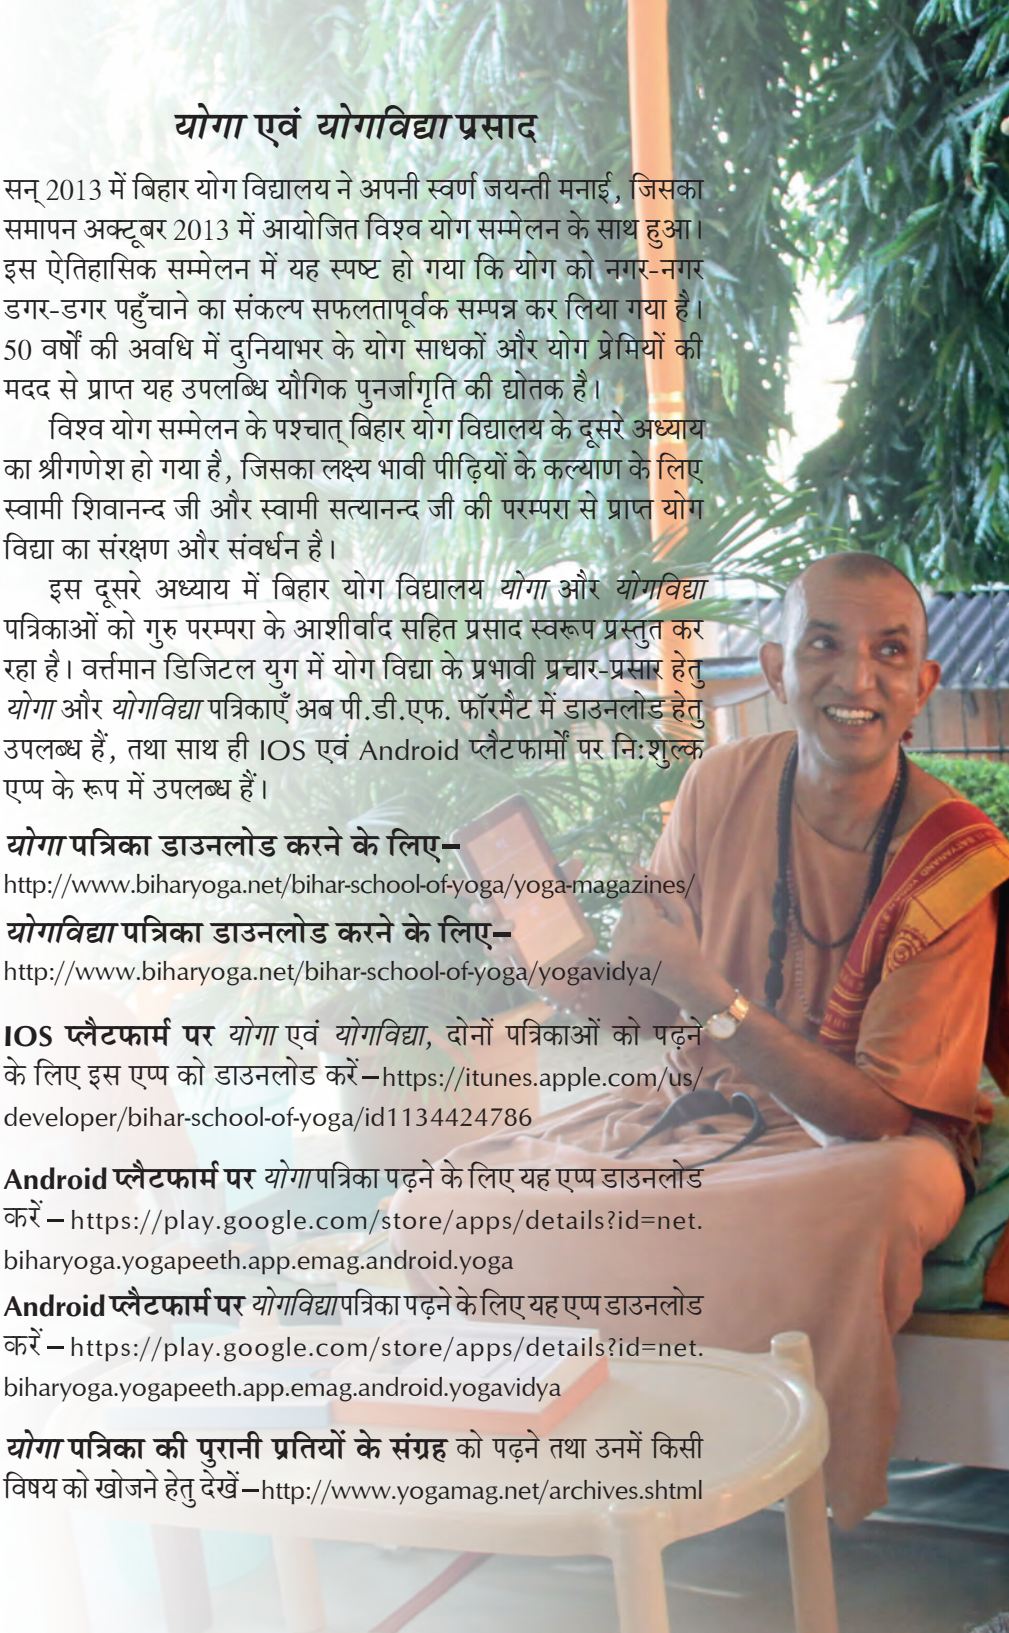 योगा एवं योगविद्या प्रसाद
सन् 2013 में बिहार योग विद्यालय ने अपनी स्वर्ण जयन्ती मनाई, जिसका
समापन अक्टूबर 2013 में आयोजित विश्व योग सम्मेलन के साथ हुआ।
इस ऐतिहासिक सम्मेलन में यह स्पष्ट हो गया कि योग को नगर-नगर
डगर-डगर पहुँचाने का संकल्प सफलतापूर्वक सम्पन्न कर लिया गया है।
50 वर्षों की अवधि में दुनियाभर के योग साधकों और योग प्रेमियों की
मदद से प्राप्त यह उपलब्धि यौगिक पुनर्जागृति की द्योतक है।
विश्व योग सम्मेलन के पश्चात् बिहार योग विद्यालय के दूसरे अध्याय
का श्रीगणेश हो गया है, जिसका लक्ष्य भावी पीढ़ियों के कल्याण के लिए
स्वामी शिवानन्द जी और स्वामी सत्यानन्द जी की परम्परा से प्राप्त योग
विद्या का संरक्षण और संवर्धन है।
इस दूसरे अध्याय में बिहार योग विद्यालय योगा और योगविद्या
पत्रिकाओं को गुरु परम्परा के आशीर्वाद सहित प्रसाद स्वरूप प्रस्तुत कर
रहा है। वर्त्तमान डिजिटल युग में योग विद्या के प्रभावी प्रचार-प्रसार हेतु
योगा और योगविद्या पत्रिकाएँ अब पी.डी.एफ. फॉरमैट में डाउनलोड हेतु
उपलब्ध हैं, तथा साथ ही IOS एवं Android प्लैटफार्मों पर नि:शुल्क
एप्प के रूप में उपलब्ध हैं।
योगा पत्रिका डाउनलोड करने के लिए–
http://www.biharyoga.net/bihar-school-of-yoga/yoga-magazines/
योगविद्या पत्रिका डाउनलोड करने के लिए–
http://www.biharyoga.net/bihar-school-of-yoga/yogavidya/
IOS प्लैटफार्म पर योगा एवं योगविद्या, दोनों पत्रिकाओं को पढ़ने
के लिए इस एप्प को डाउनलोड करें–https://itunes.apple.com/us/
developer/bihar-school-of-yoga/id1134424786
Android प्लैटफार्म पर योगा पत्रिका पढ़ने के लिए यह एप्प डाउनलोड
करें – https://play.google.com/store/apps/details?id=net.
biharyoga.yogapeeth.app.emag.android.yoga
Android प्लैटफार्म पर योगविद्या पत्रिका पढ़ने के लिए यह एप्प डाउनलोड
करें – https://play.google.com/store/apps/details?id=net.
biharyoga.yogapeeth.app.emag.android.yogavidya
योगा पत्रिका की पुरानी प्रतियों के संग्रह को पढ़ने तथा उनमें किसी
विषय को खोजने हेतु देखें–http://www.yogamag.net/archives.shtml